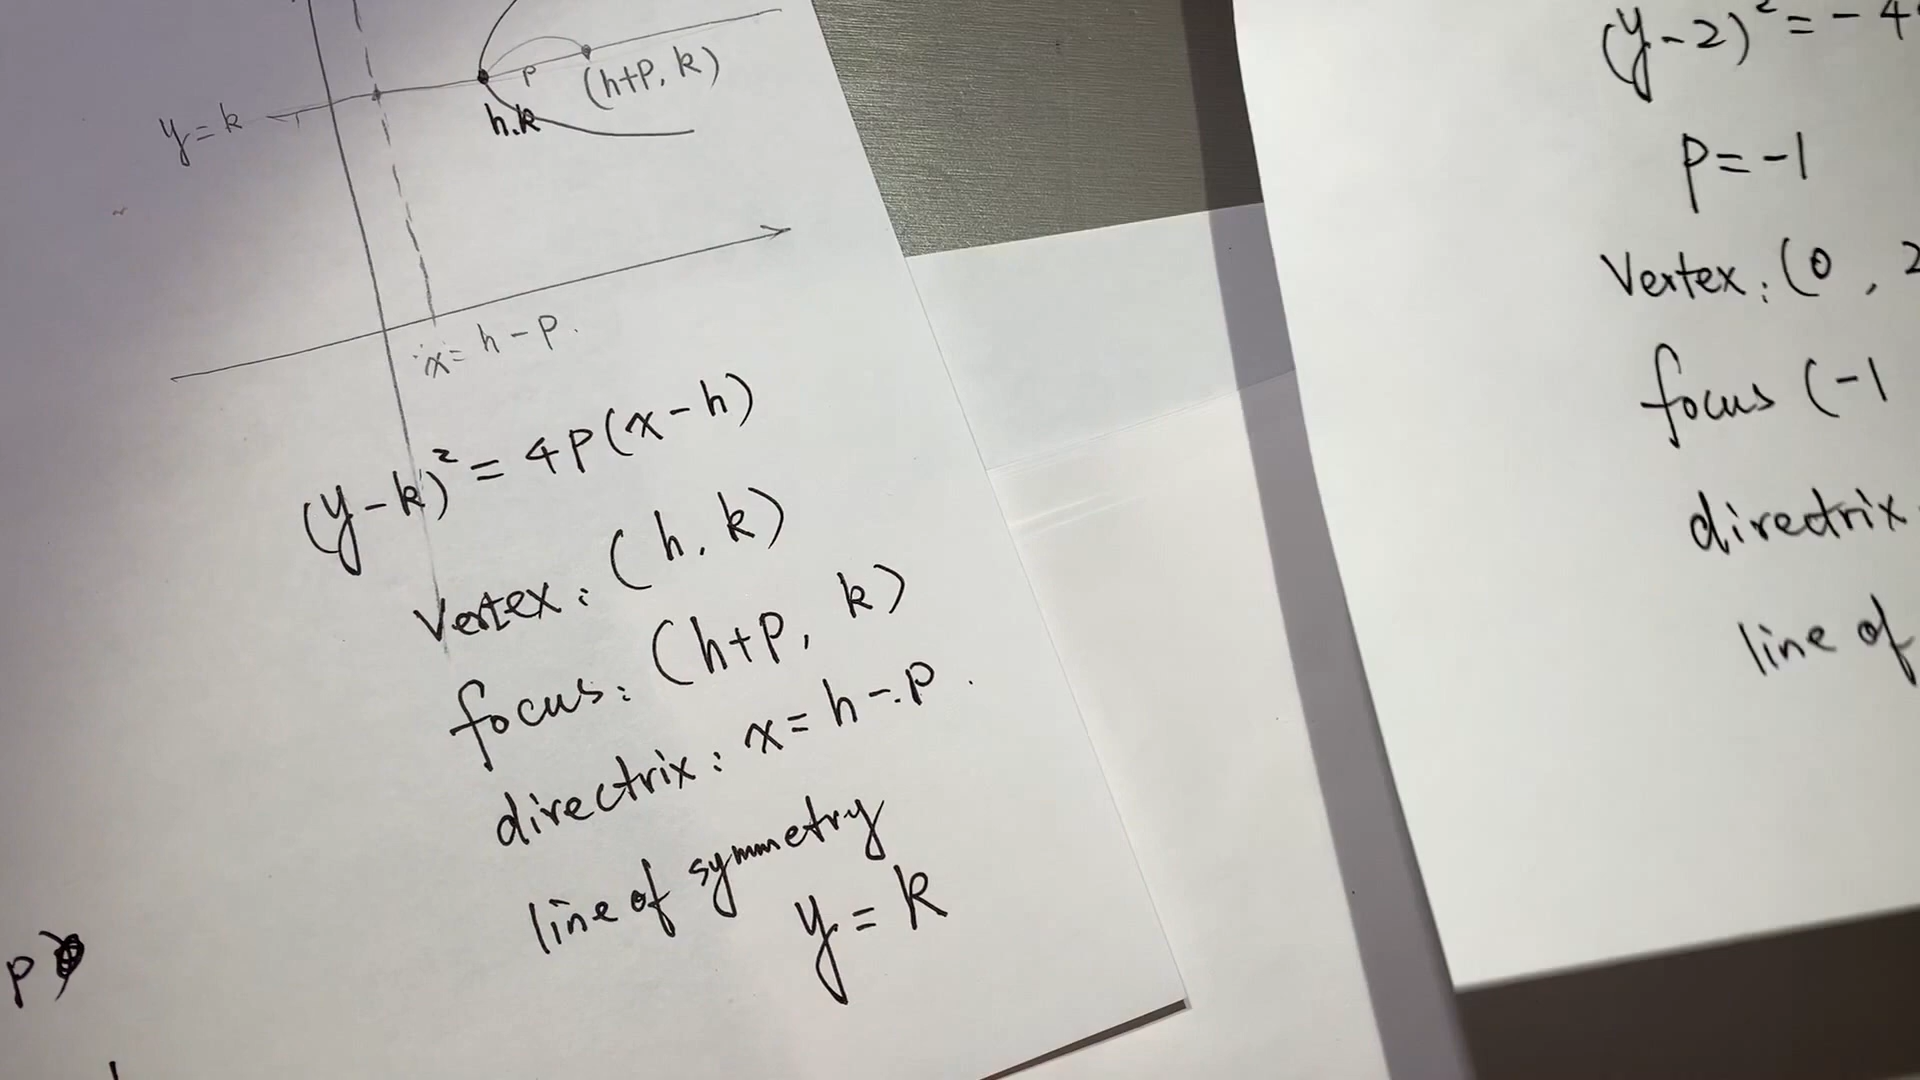 (h+p, k)
p
h.k
y=k
x=h-p.
(y-k)²=4p(x-h)
Vertex: (h, k)
focus: (h+p, k)
directrix: x=h-p.
line of symmetry
y=k
p
(y-2)²=-4
p=-1
Vertex: (0, 2
focus (-1
directrix
line of